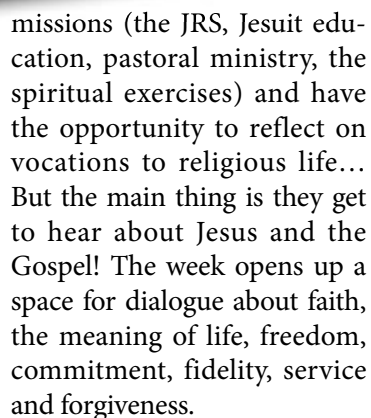 missions (the JRS, Jesuit edu-
cation, pastoral ministry, the
spiritual exercises) and have
the opportunity to reflect on
vocations to religious life…
But the main thing is they get
to hear about Jesus and the
Gospel! The week opens up a
space for dialogue about faith,
the meaning of life, freedom,
commitment, fidelity, service
and forgiveness.